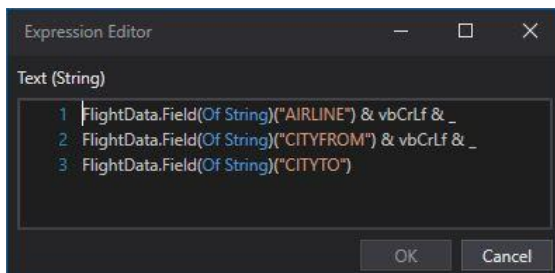 Expression Editor
Text (String)
1 FlightData.Field(Of String)("AIRLINE") & vbCrLf & _
2 FlightData.Field(Of String)("CITYFROM") & vbCrLf & _
3 FlightData.Field(Of String)("CITYTO")
OK Cancel